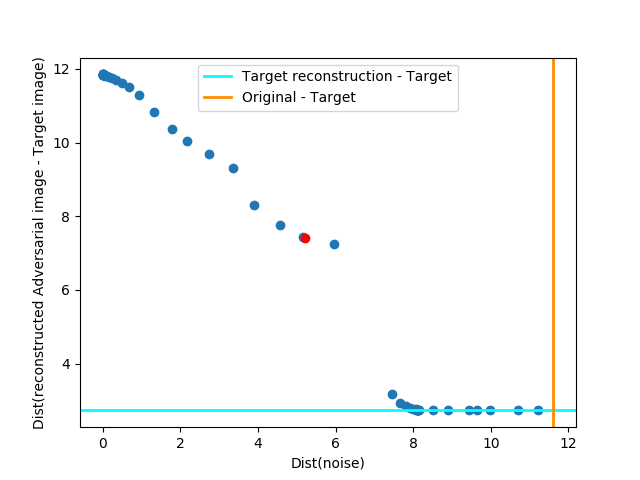 Target reconstruction - Target
Original - Target
Dist(reconstructed Adversarial image - Target image)
12
10
8
6
4
0 2 4 6 8 10 12
Dist(noise)